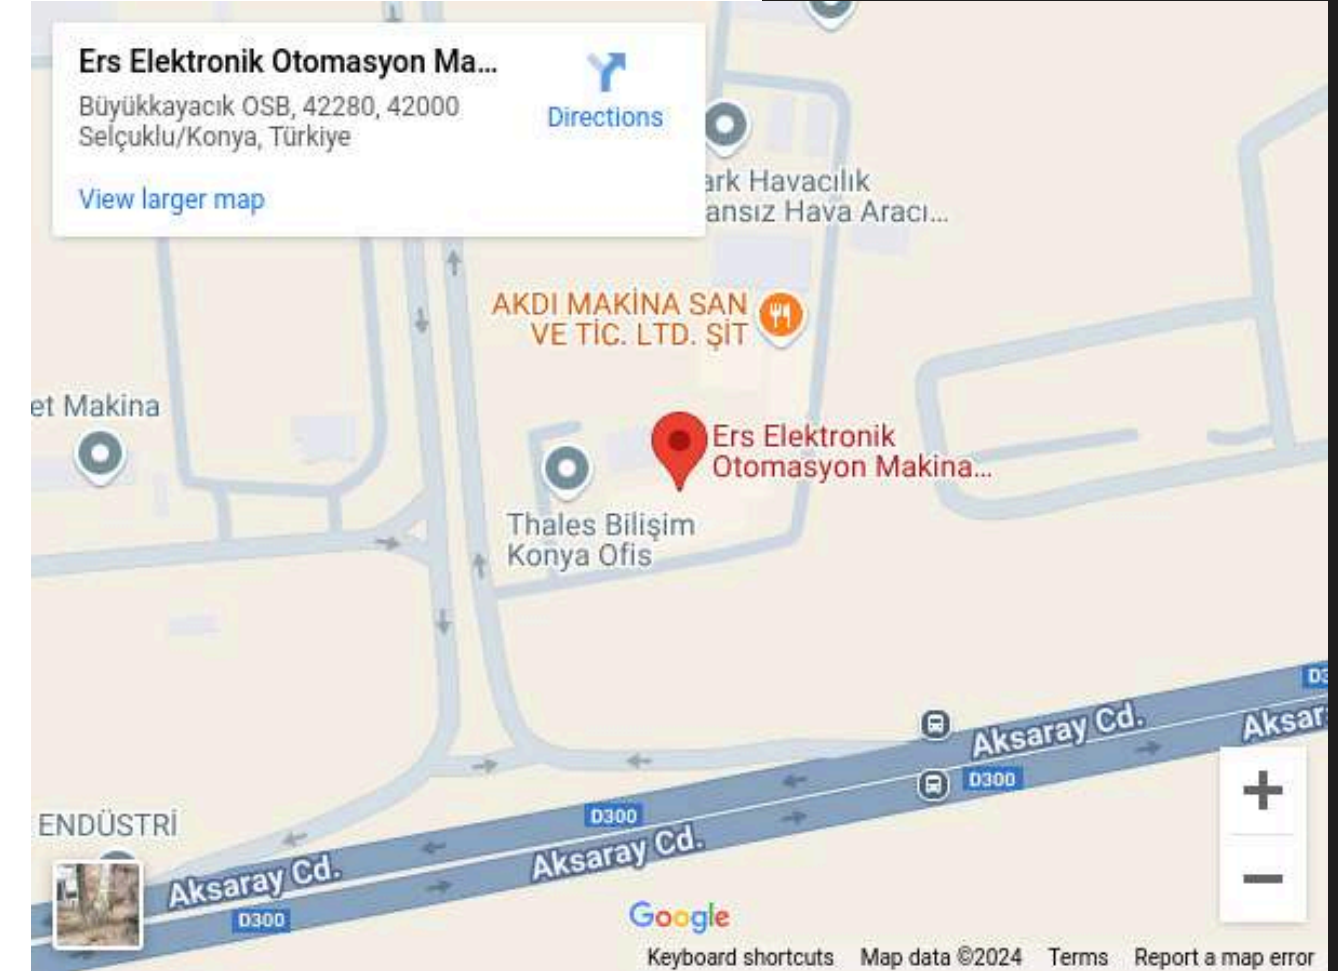 Ers Elektronik Otomasyon Ma...
Büyükkayacık OSB, 42280, 42000
Selçuklu/Konya, Türkiye
Directions
View larger map
ark Havacılık
ansız Hava Aracı...
AKDI MAKİNA SAN
VE TİC. LTD. ŞİT
et Makina
Ers Elektronik
Otomasyon Makina...
Thales Bilişim
Konya Ofis
D3
Aksaray Cd.
Aksar
D300
D300
ENDÜSTRİ
Aksaray Cd.
Aksaray Cd.
D300
Google
Keyboard shortcuts
Map data ©2024
Terms
Report a map error